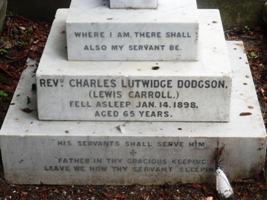 WHERE I AM, THERE SHALL
ALSO MY SERVANT BE.
REVD CHARLES LUTWIDGE DODGSON,
(LEWIS CARROLL,)
FELL ASLEEP JAN. 14. 1898,
AGED 65 YEARS.
HIS SERVANTS SHALL SERVE HIM.
FATHER IN THY GRACIOUS KEEPING
LEAVE WE NOW THY SERVANT SLEEPING